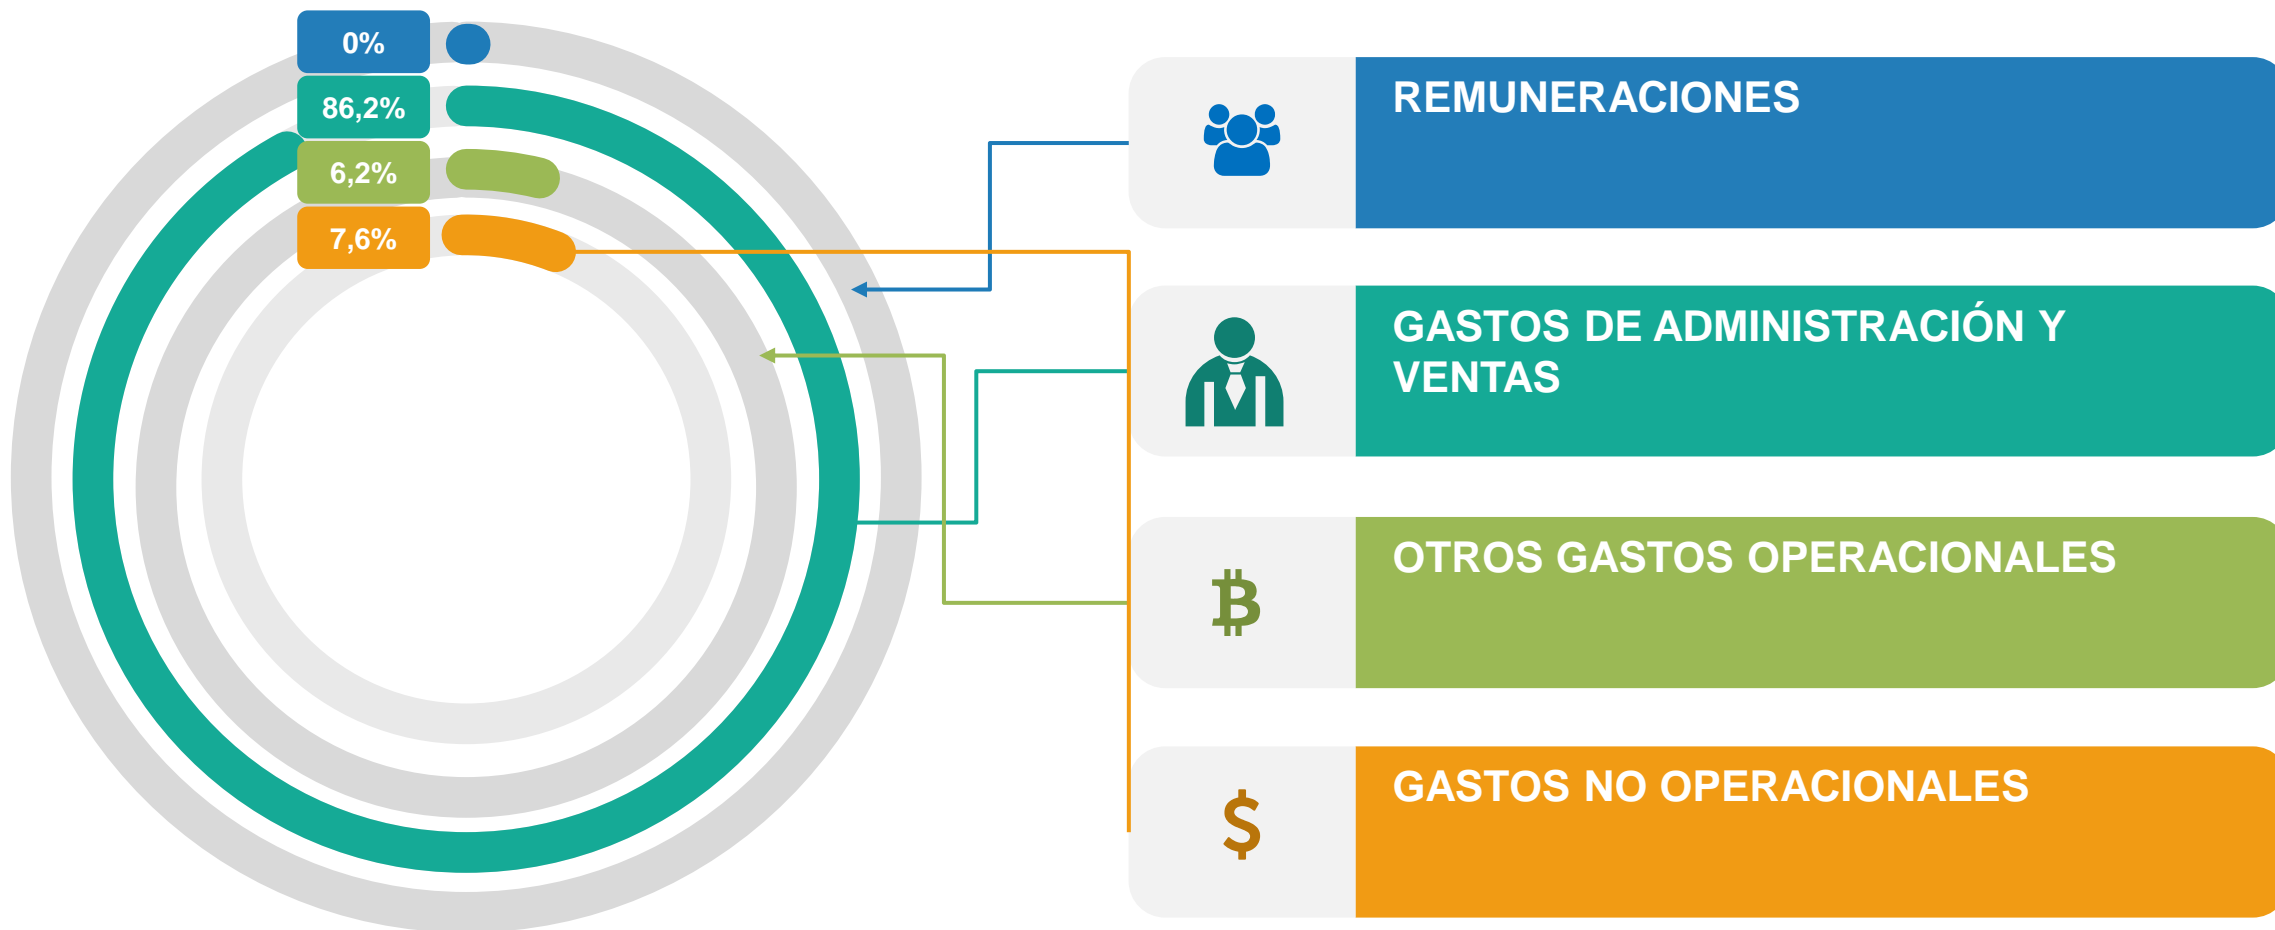 0%
86,2%
6,2%
7,6%
REMUNERACIONES
GASTOS DE ADMINISTRACIÓN Y
VENTAS
OTROS GASTOS OPERACIONALES
GASTOS NO OPERACIONALES